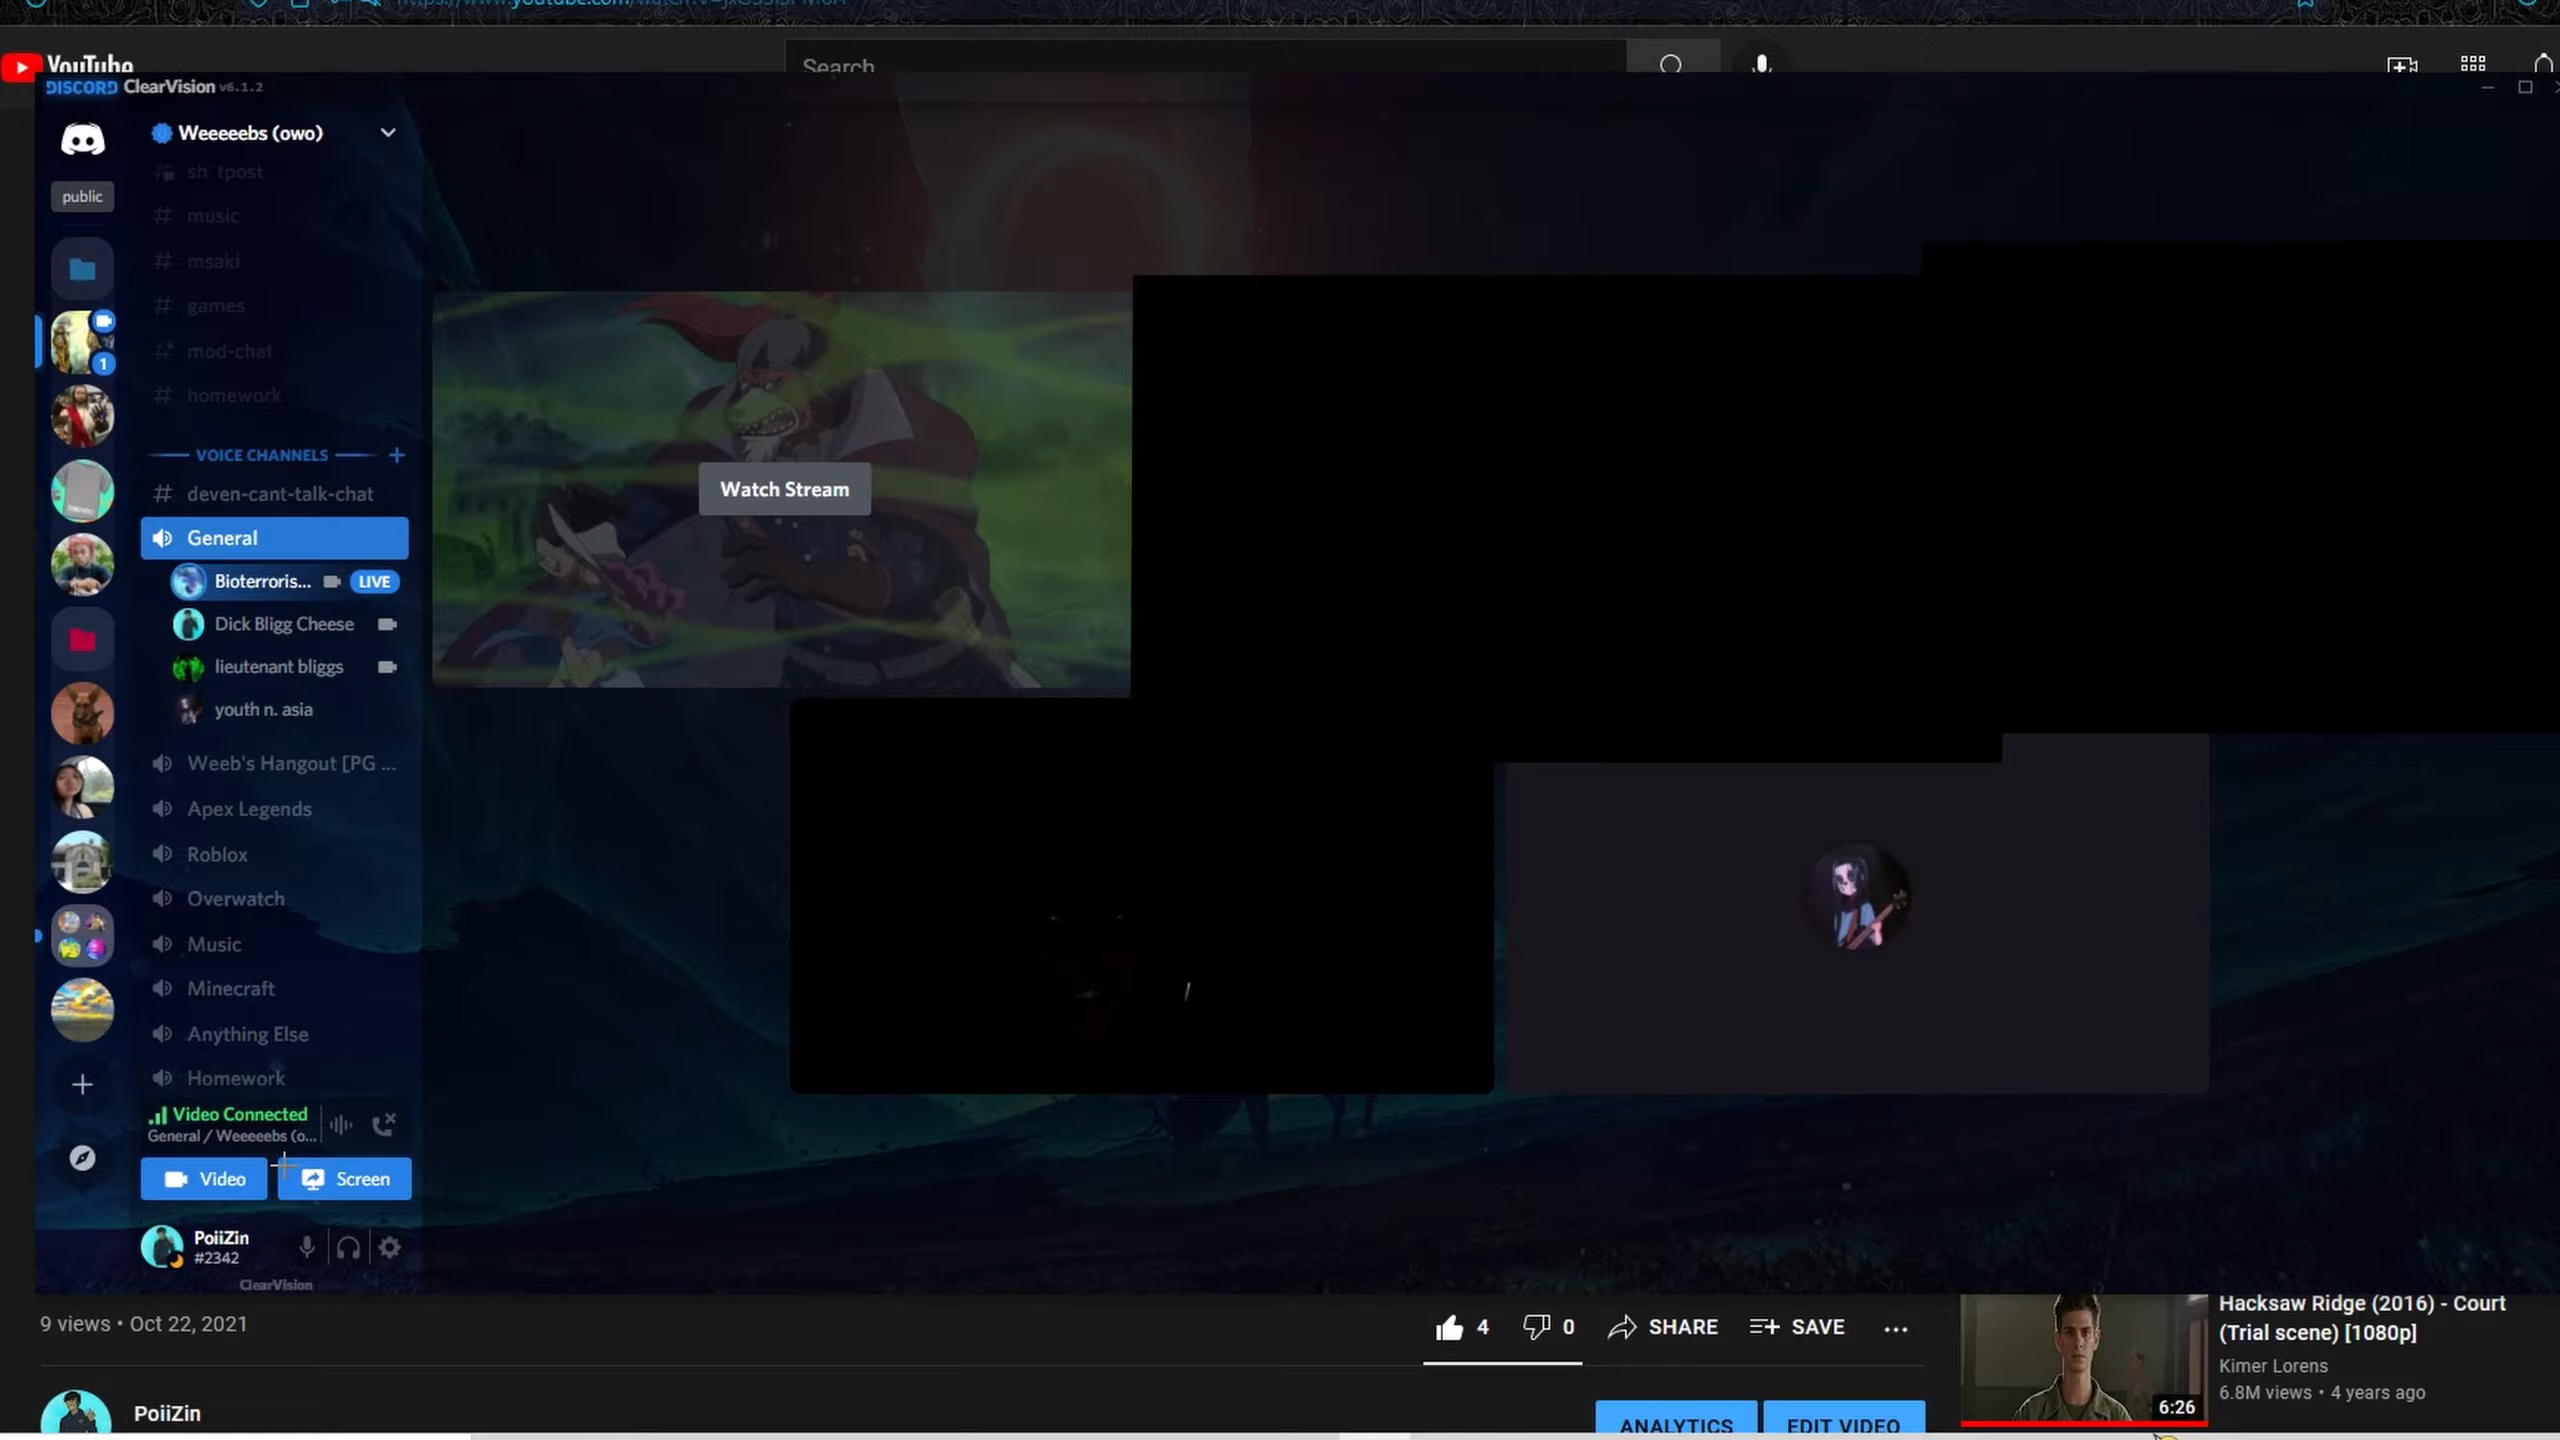 YouTube
Search
DISCORD ClearVision v6.1.2
Weeeeebs (owo)
public
sh*tpost
music
msaki
games
mod-chat
homework
VOICE CHANNELS
deven-cant-talk-chat
General
Bioterroris... LIVE
Dick Bligg Cheese
lieutenant bliggs
youth n. asia
Weeb's Hangout [PG ...
Apex Legends
Roblox
Overwatch
Music
Minecraft
Anything Else
Homework
Video Connected
General / Weeeeebs (o...
Video
Screen
PoiiZin
#2342
ClearVision
1
Watch Stream
9 views • Oct 22, 2021
4
0
SHARE
SAVE
PoiiZin
ANALYTICS
EDIT VIDEO
6:26
Hacksaw Ridge (2016) - Court
(Trial scene) [1080p]
Kimer Lorens
6.8M views • 4 years ago